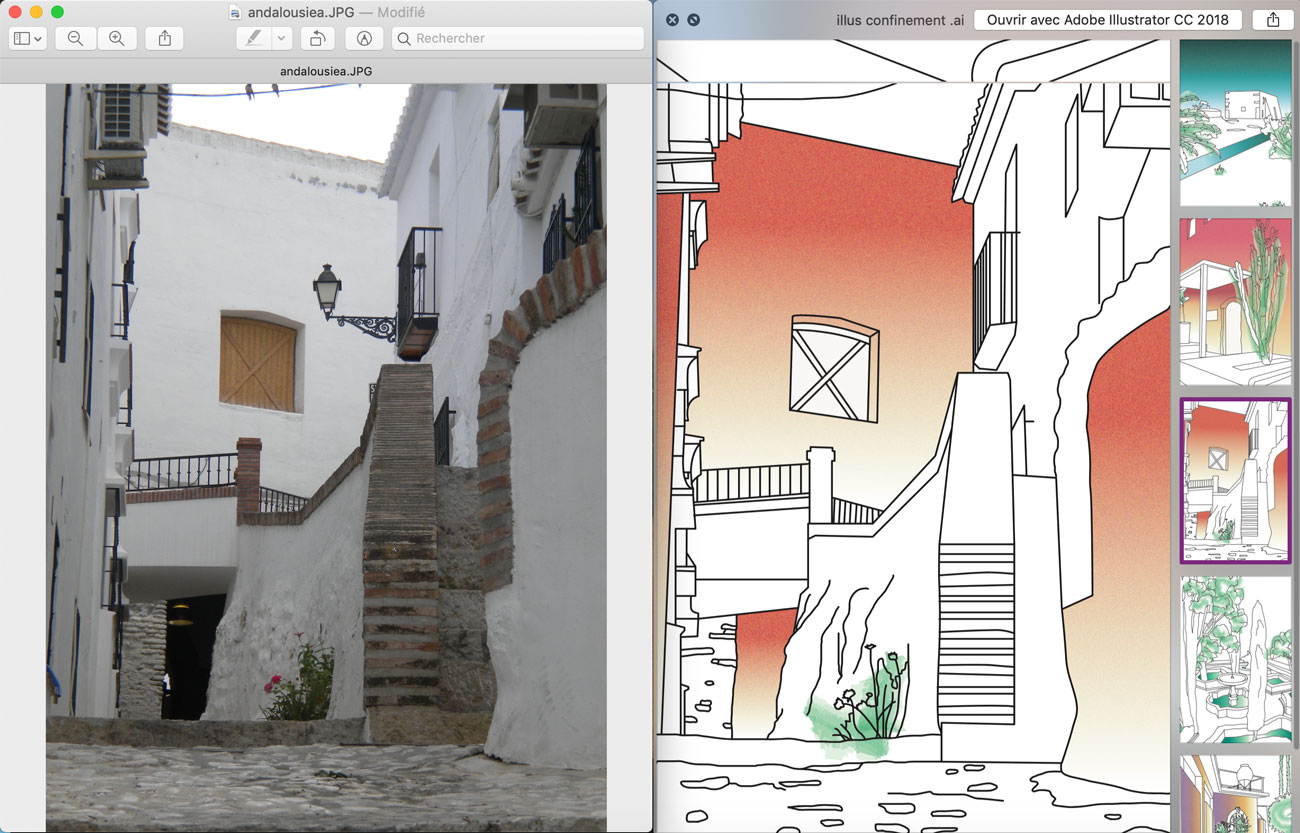 andalousiea.JPG — Modifié
Rechercher
andalousiea.JPG
illus confinement .ai
Ouvrir avec Adobe Illustrator CC 2018